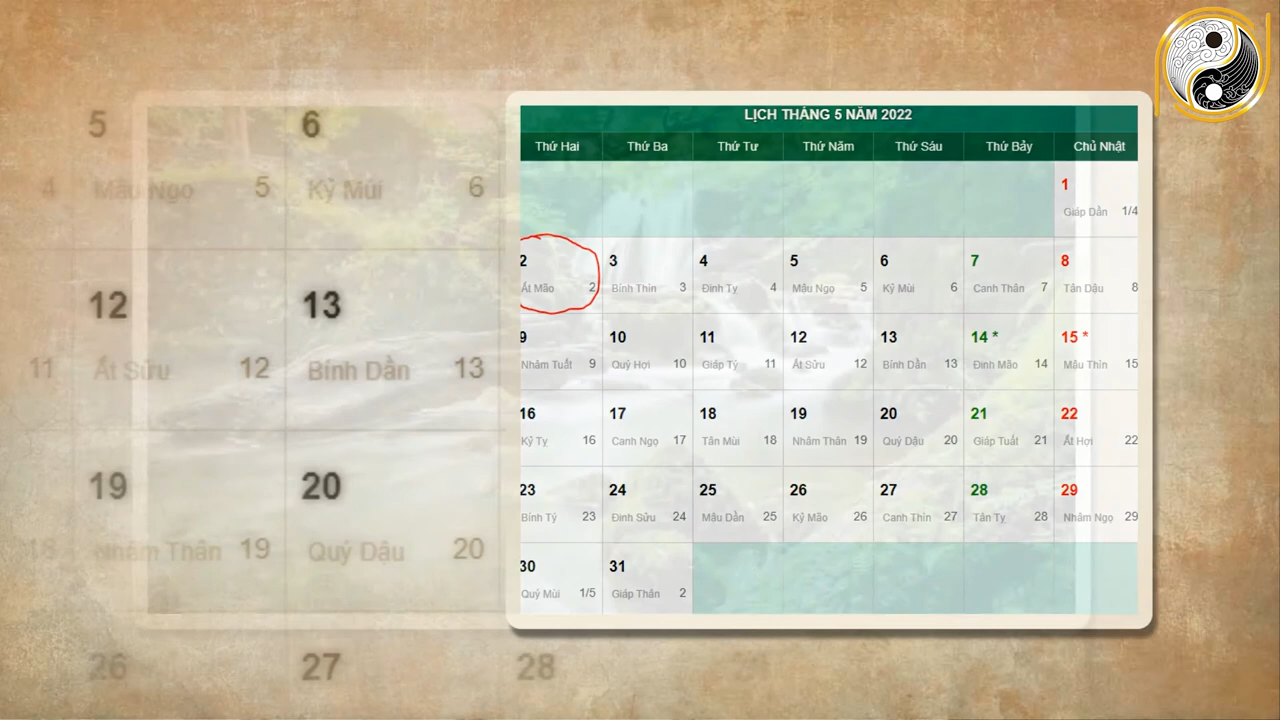 LỊCH THÁNG 5 NĂM 2022
Thứ Hai Thứ Ba Thứ Tư Thứ Năm Thứ Sáu Thứ Bảy Chủ Nhật
1
Giáp Dần 1/4
2 3 4 5 6 7 8
Ất Mão 2 Bính Thìn 3 Đinh Tỵ 4 Mậu Ngọ 5 Kỷ Mùi 6 Canh Thân 7 Tân Dậu 8
9 10 11 12 13 14 * 15 *
Nhâm Tuất 9 Quý Hợi 10 Giáp Tý 11 Ất Sửu 12 Bính Dần 13 Đinh Mão 14 Mậu Thìn 15
16 17 18 19 20 21 22
Kỷ Tỵ 16 Canh Ngọ 17 Tân Mùi 18 Nhâm Thân 19 Quý Dậu 20 Giáp Tuất 21 Ất Hợi 22
23 24 25 26 27 28 29
Bính Tý 23 Đinh Sửu 24 Mậu Dần 25 Kỷ Mão 26 Canh Thìn 27 Tân Tỵ 28 Nhâm Ngọ 29
30 31
Quý Mùi 1/5 Giáp Thân 2
5 6
4 Mậu Ngọ 5 Kỷ Mùi 6
12 13
11 Ất Sửu 12 Bính Dần 13
19 20
18 Nhâm Thân 19 Quý Dậu 20
26 27 28